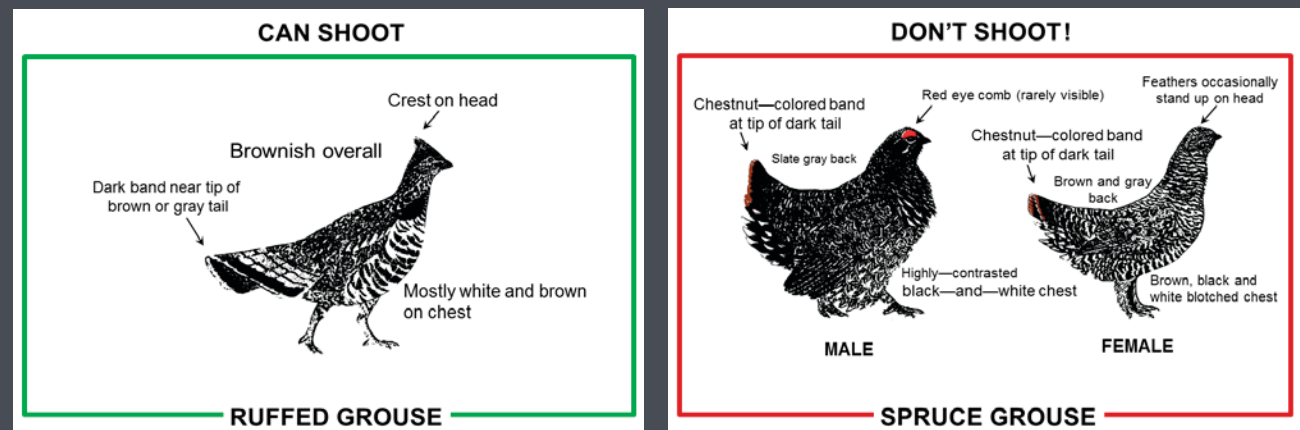 CAN SHOOT
Crest on head
Brownish overall
Dark band near tip of
brown or gray tail
Mostly white and brown
on chest
RUFFED GROUSE
DON'T SHOOT!
Chestnut—colored band
at tip of dark tail
Red eye comb (rarely visible)
Slate gray back
Highly—contrasted
black—and—white chest
MALE
Feathers occasionally
stand up on head
Chestnut—colored band
at tip of dark tail
Brown and gray
back
Brown, black and
white blotched chest
FEMALE
SPRUCE GROUSE